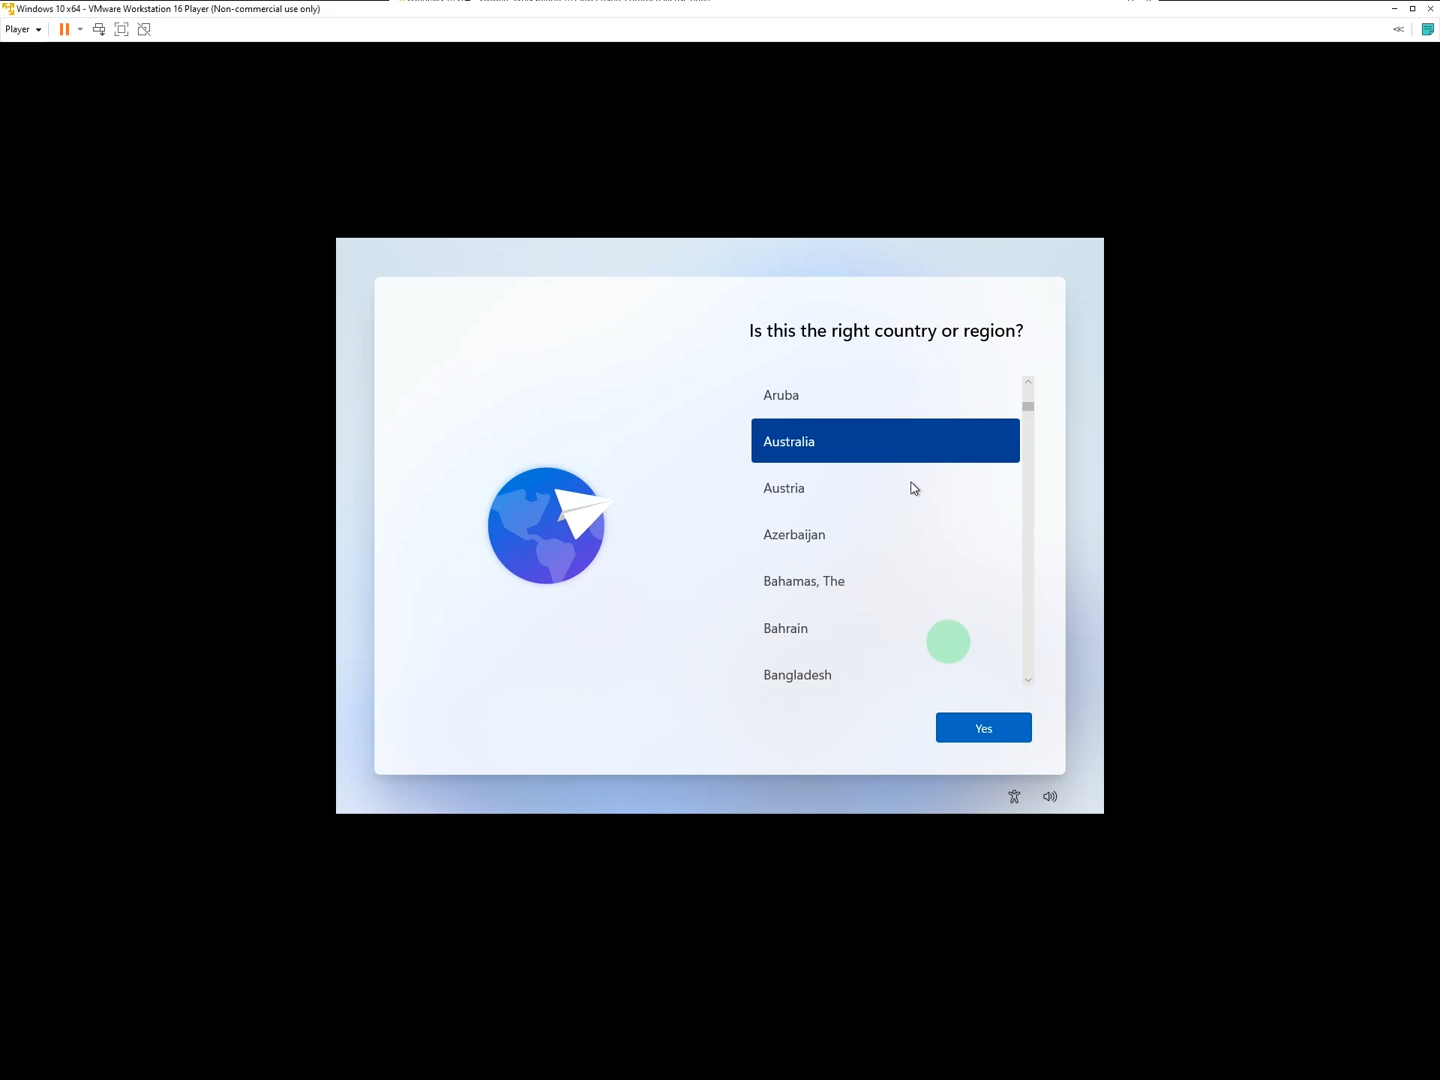 Windows 10 x64 - VMware Workstation 16 Player (Non-commercial use only)
Player
Is this the right country or region?
Aruba
Australia
Austria
Azerbaijan
Bahamas, The
Bahrain
Bangladesh
Yes